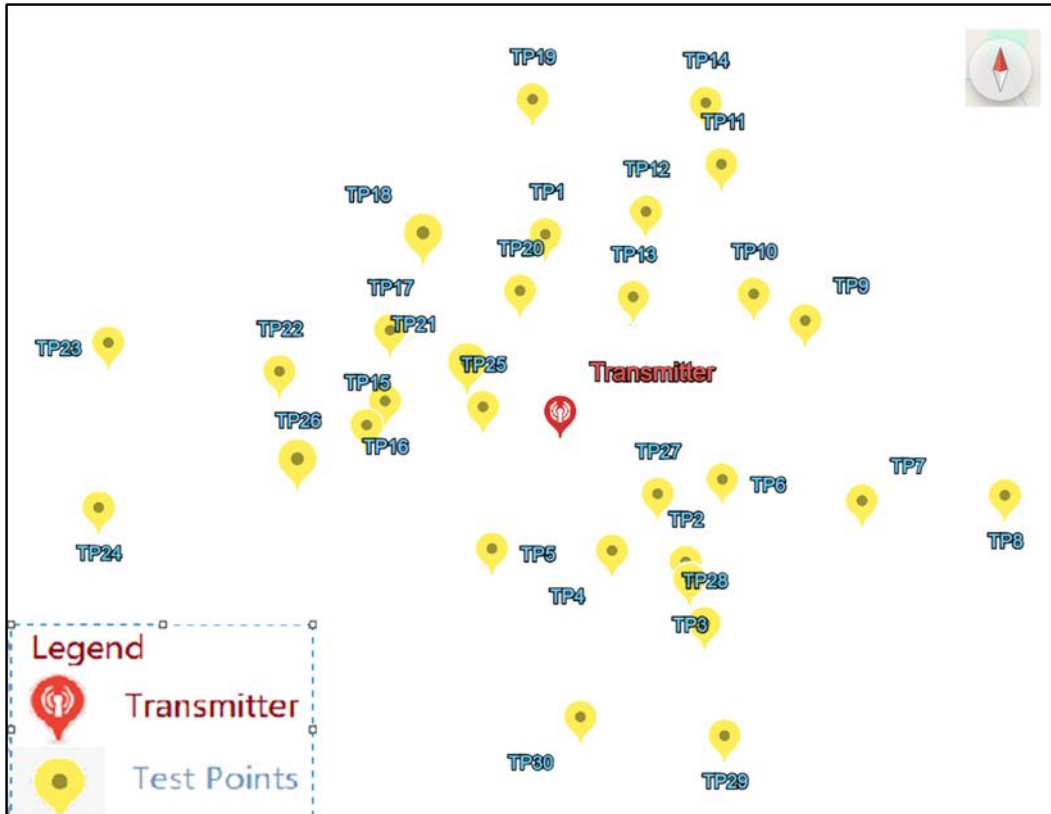 TP19
TP14
TP11
TP12
TP18
TP1
TP20
TP13
TP10
TP9
TP17
TP21
TP22
TP23
TP25
Transmitter
TP15
TP26
TP16
TP27
TP7
TP6
TP2
TP8
TP24
TP5
TP28
TP4
TP3
Legend
Transmitter
TP30
Test Points
TP29